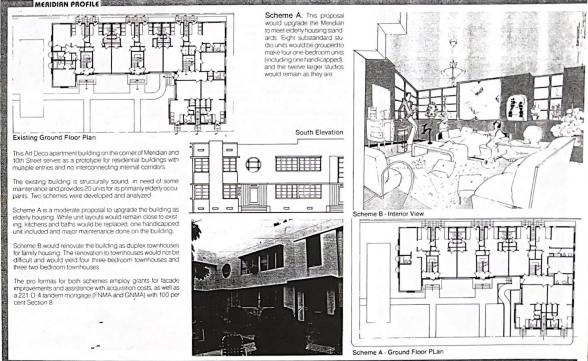 MERIDIAN PROFILE
Existing Ground Floor Plan
This Art Deco apartment building on the corner of Meridian and
10th Street serves as a prototype for residential buildings with
multiple entries and no interconnecting internal corridors.
The existing building is structurally sound, in need of some
maintenance and provides 20 units for its primarily elderly occu-
pants. Two schemes were developed and analyzed.
Scheme A is a moderate proposal to upgrade the building as
elderly housing. While unit layouts would remain close to exist-
ing, kitchens and baths would be replaced, one handicapped
unit included and major maintenance done on the building.
Scheme B would renovate the building as duplex townhouses
for family housing. The renovation to townhouses would not be
difficult and would yield four three-bedroom townhouses and
three two-bedroom townhouses.
The pro formas for both schemes employ grants for facade
improvements and assistance with acquisition costs, as well as
a 221-D-4 tandem mortgage (FNMA and GNMA) with 100 per
cent Section 8.
Scheme A. This proposal
would upgrade the Meridian
to meet elderly housing stand-
ards. Eight substandard stu-
dio units would be grouped to
make four one-bedroom units
(including one handicapped),
and the twelve larger studios
would remain as they are.
South Elevation
Scheme B - Interior View
Scheme A - Ground Floor PLan